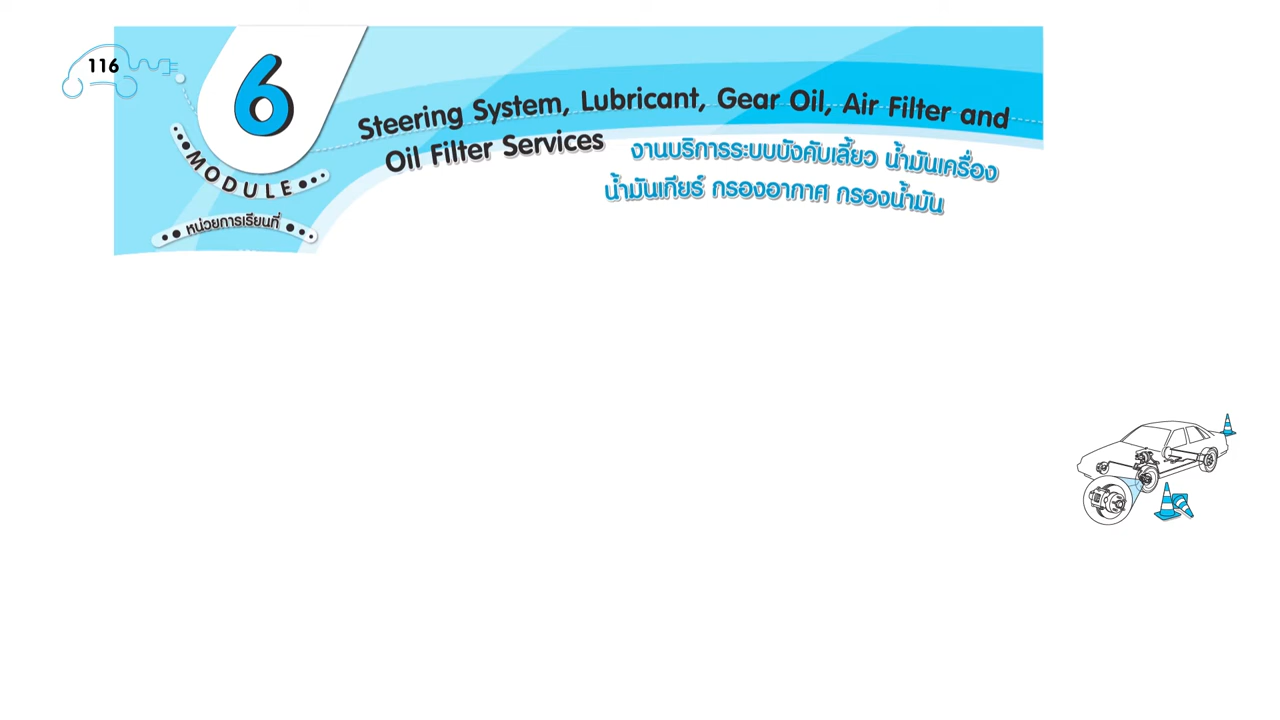 116
6
MODULE
หน่วยการเรียนที่
Steering System, Lubricant, Gear Oil, Air Filter and
Oil Filter Services
งานบริการระบบบังคับเลี้ยว น้ำมันเครื่อง
น้ำมันเกียร์ กรองอากาศ กรองน้ำมัน